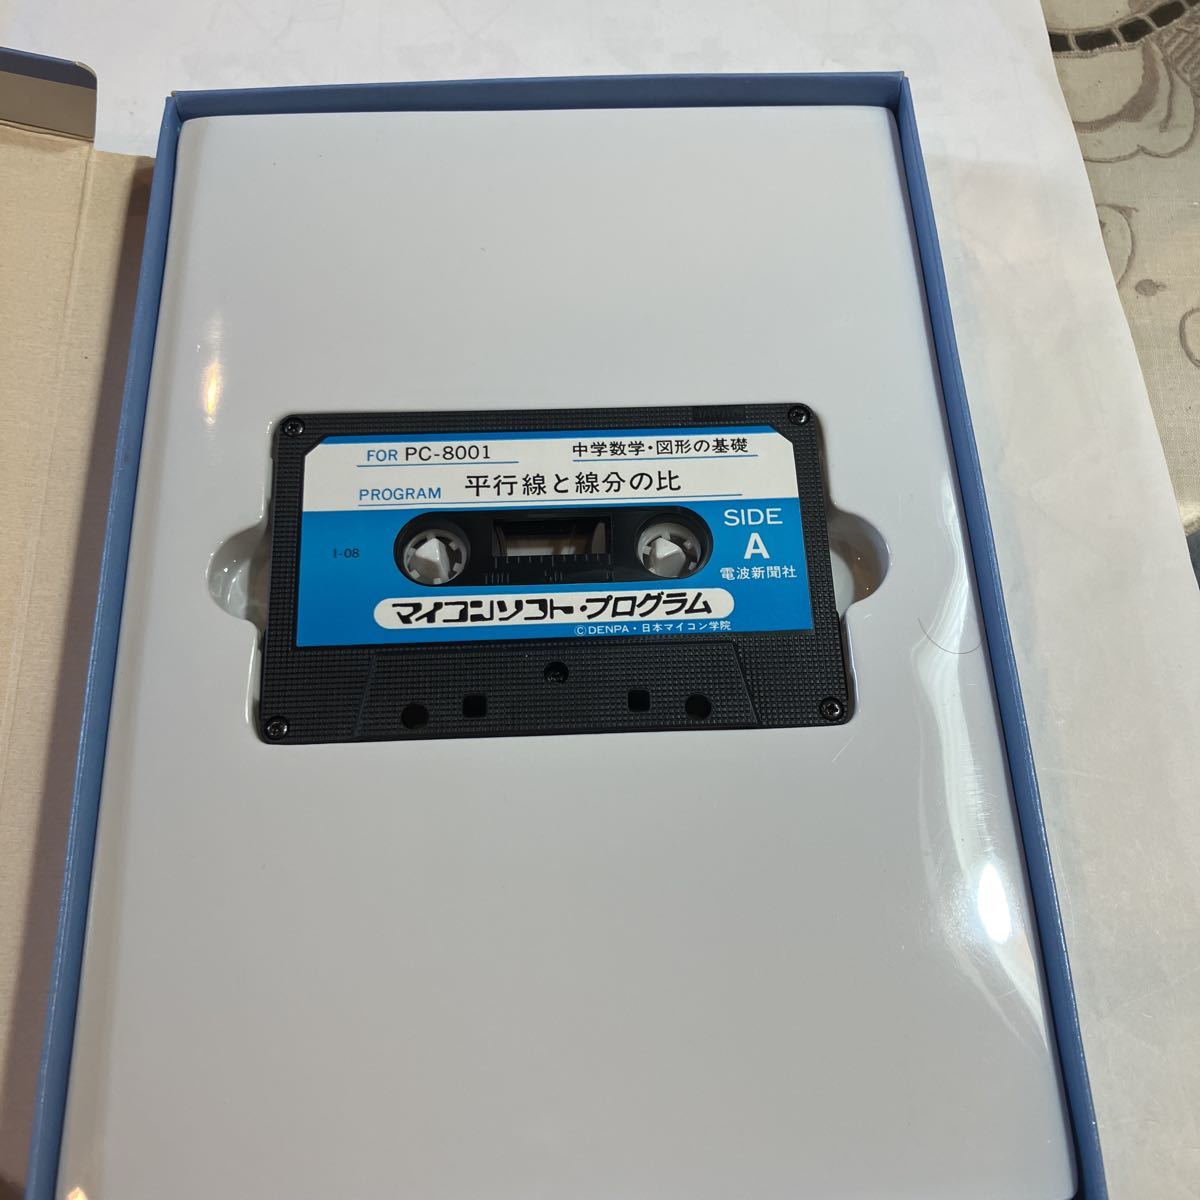 FOR PC-8001
中学数学・図形の基礎
PROGRAM 平行線と線分の比
SIDE
A
I-08
電波新聞社
マイコンソフト・プログラム
©DENPA・日本マイコン学院